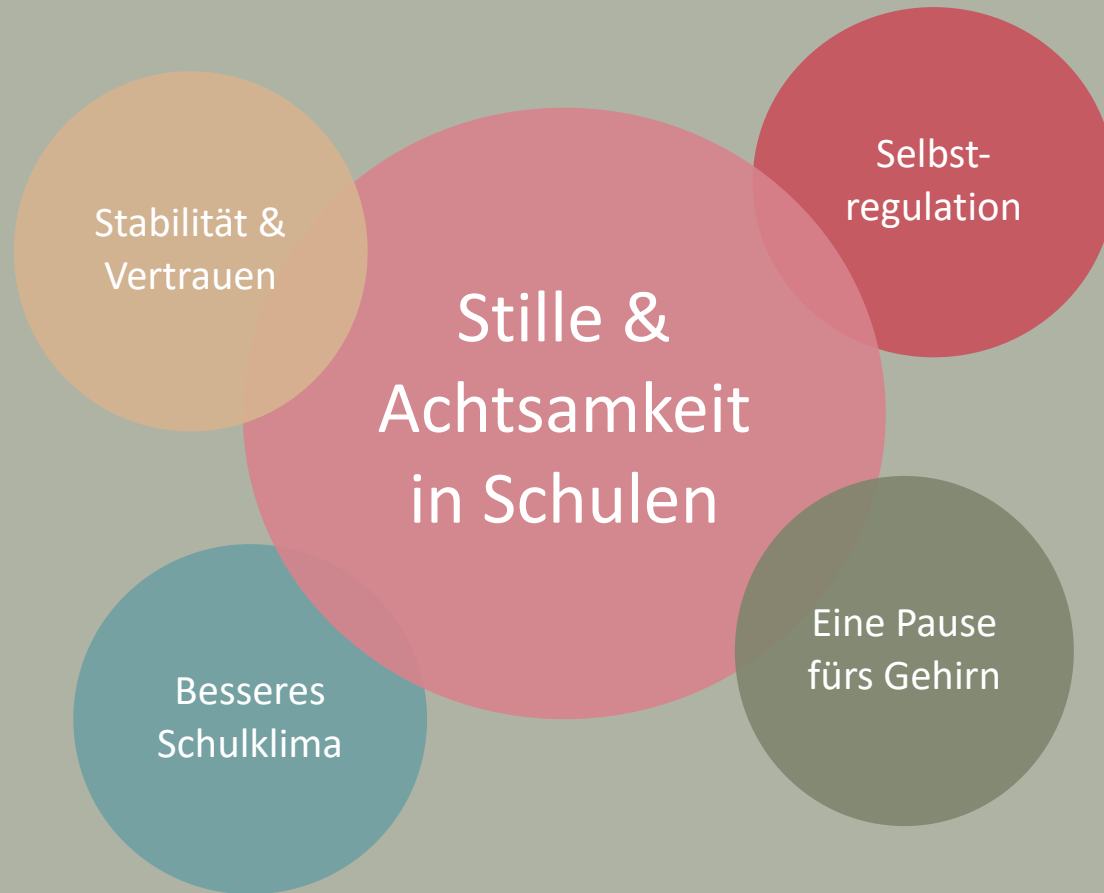 Selbst-
regulation
Stabilität &
Vertrauen
Stille &
Achtsamkeit
in Schulen
Eine Pause
fürs Gehirn
Besseres
Schulklima